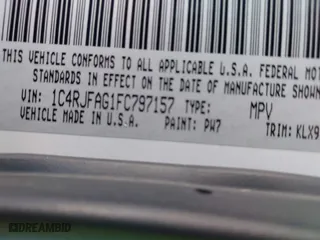 THIS VEHICLE CONFORMS TO ALL APPLICABLE U.S.A. FEDERAL MOT
STANDARDS IN EFFECT ON THE DATE OF MANUFACTURE SHOWN
VIN: 1C4RJFAG1FC797157 TYPE: MPV
VEHICLE MADE IN U.S.A. PAINT: PW7 TRIM: KLX9
DREAMBID